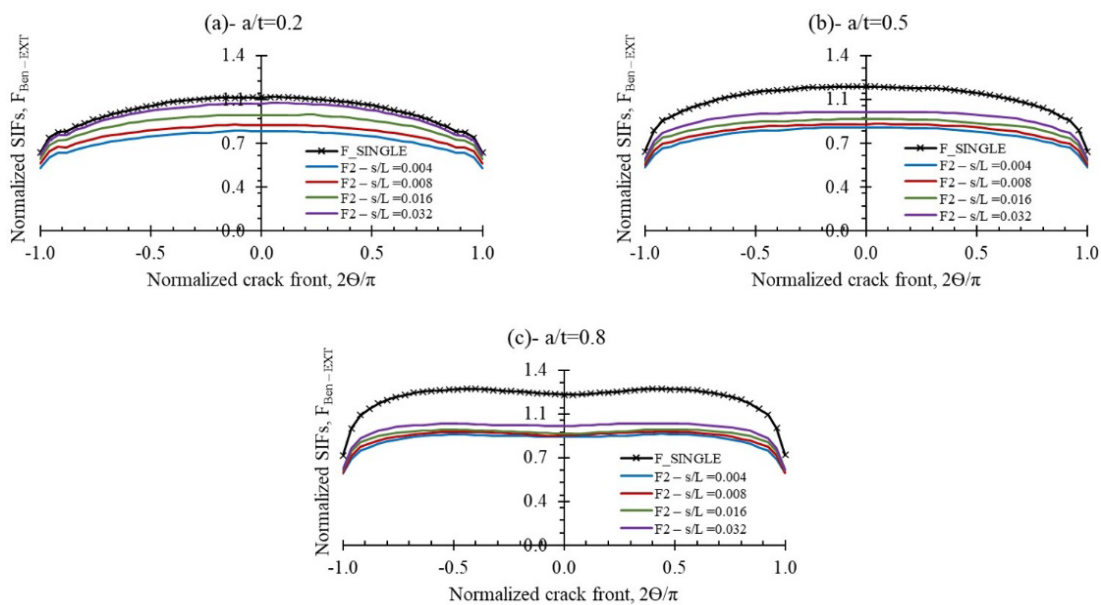 (a)- a/t=0.2
Normalized SIFs, F_Ben-EXT
1.4
1.1
0.7
0.4
0.0
F_SINGLE
F2 – s/L =0.004
F2 – s/L =0.008
F2 – s/L =0.016
F2 – s/L =0.032
-1.0 -0.5 0.0 0.5 1.0
Normalized crack front, 2Θ/π
(b)- a/t=0.5
Normalized SIFs, F_Ben-EXT
1.4
1.1
0.7
0.4
0.0
F_SINGLE
F2 – s/L =0.004
F2 – s/L =0.008
F2 – s/L =0.016
F2 – s/L =0.032
-1.0 -0.5 0.0 0.5 1.0
Normalized crack front, 2Θ/π
(c)- a/t=0.8
Normalized SIFs, F_Ben-EXT
1.4
1.1
0.7
0.4
0.0
F_SINGLE
F2 – s/L =0.004
F2 – s/L =0.008
F2 – s/L =0.016
F2 – s/L =0.032
-1.0 -0.5 0.0 0.5 1.0
Normalized crack front, 2Θ/π